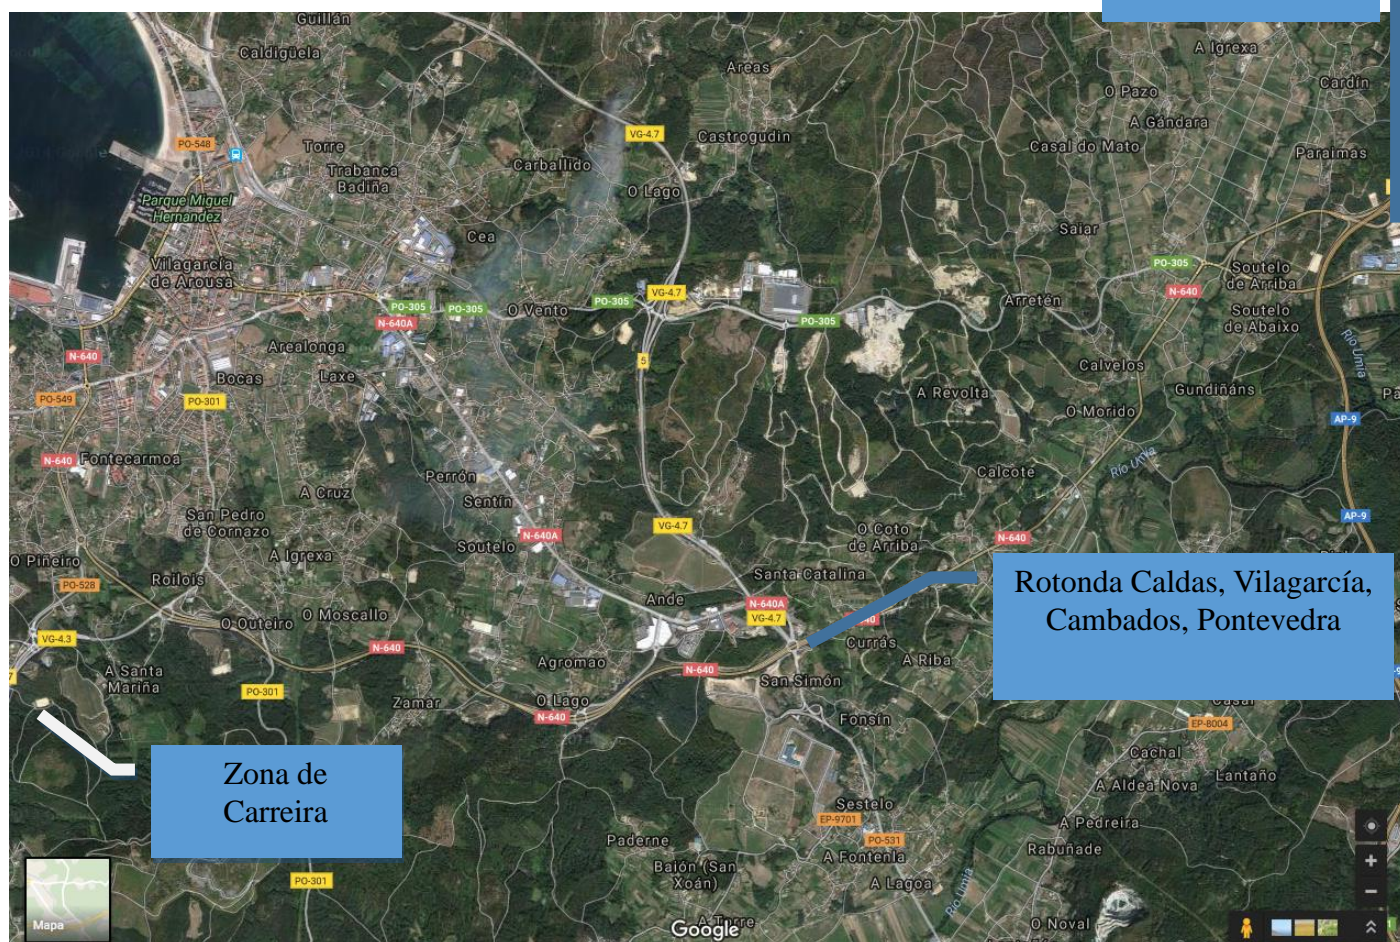 Guillán
A Igrexa
Caldigüela
Areas
Cardín
O Pazo
VG-4.7
A Gándara
PO-548
Castrogudin
Torre
Casal do Mato
Paraimas
Carballido
Trabanca
Badiña
O Lago
Parque Miguel
Hernández
Saiar
Cea
Vilagarcía
de Arousa
PO-305
Soutelo
de Arriba
N-640
VG-4.7
PO-305
PO-305
PO-305
O Vento
Arretén
N-640A
PO-305
Soutelo
de Abaixo
Río Umia
Arealonga
N-640
5
Calvelos
Bocas
Laxe
Gundiñáns
PO-549
PO-301
A Revolta
O Morido
AP-9
N-640
Fontecarmoa
Río Umia
Perrón
Calcote
A Cruz
Sentín
San Pedro
de Cornazo
VG-4.7
AP-9
O Coto
de Arriba
N-640A
N-640
Soutelo
A Igrexa
O Piñeiro
Roilois
PO-528
Santa Catalina
Rotonda Caldas, Vilagarcía,
Cambados, Pontevedra
Ande
N-640A
O Moscallo
VG-4.7
O Outeiro
VG-4.3
N-640
Currás
A Riba
Agromao
A Santa
Mariña
N-640
San Simón
PO-301
Zamar
O Lago
N-640
Fonsín
EP-8004
Cachal
Zona de
Carreira
Lantaño
A Aldea Nova
Sestelo
EP-9701
A Pedreira
PO-531
Paderne
Rabuñade
A Fontenla
Baión (San
Xoán)
PO-301
A Lagoa
Río Umia
Mapa
A Torre
Google
O Noval